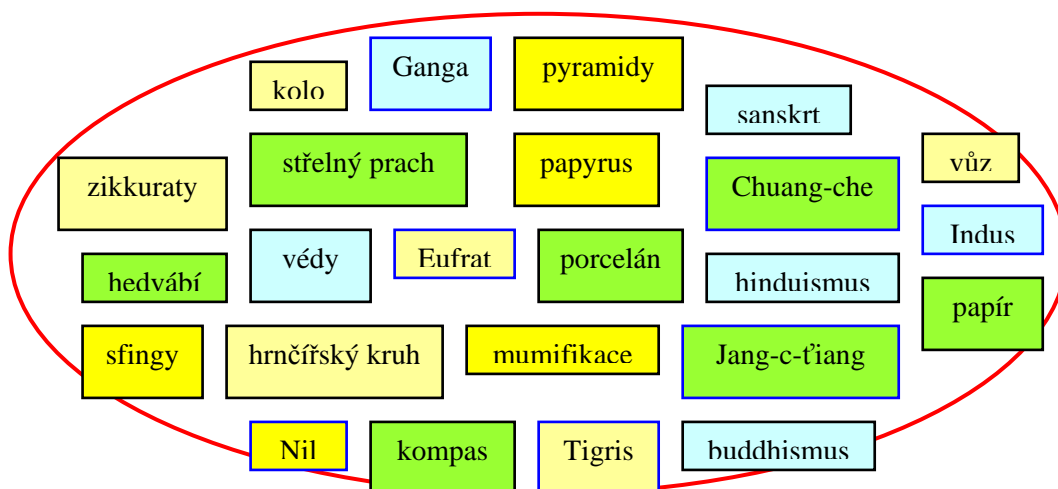 Ganga
pyramidy
kolo
sanskrt
střelný prach
papyrus
vůz
zikkuraty
Chuang-che
Indus
védy
Eufrat
porcelán
hedvábí
hinduismus
papír
sfingy
hrnčířský kruh
mumifikace
Jang-c-ťiang
Nil
kompas
Tigris
buddhismus